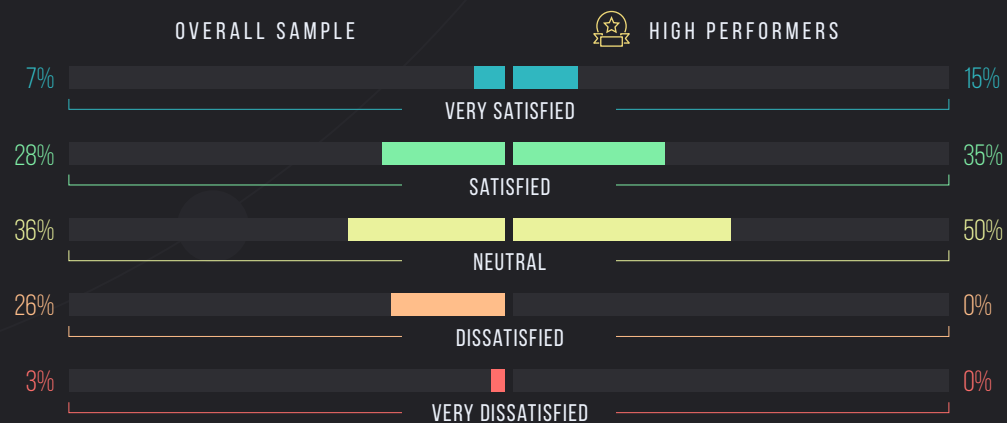 OVERALL SAMPLE HIGH PERFORMERS
7% 15%
VERY SATISFIED
28% 35%
SATISFIED
36% 50%
NEUTRAL
26% 0%
DISSATISFIED
3% 0%
VERY DISSATISFIED